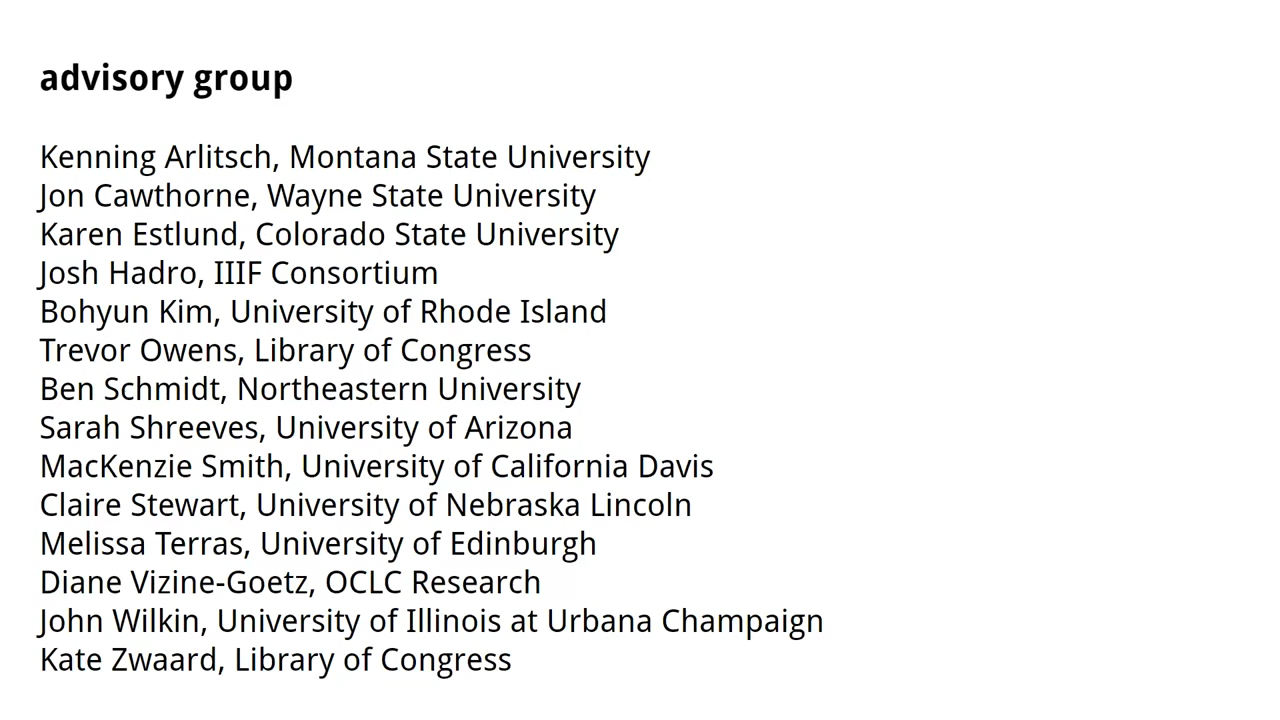 advisory group
Kenning Arlitsch, Montana State University
Jon Cawthorne, Wayne State University
Karen Estlund, Colorado State University
Josh Hadro, IIIF Consortium
Bohyun Kim, University of Rhode Island
Trevor Owens, Library of Congress
Ben Schmidt, Northeastern University
Sarah Shreeves, University of Arizona
MacKenzie Smith, University of California Davis
Claire Stewart, University of Nebraska Lincoln
Melissa Terras, University of Edinburgh
Diane Vizine-Goetz, OCLC Research
John Wilkin, University of Illinois at Urbana Champaign
Kate Zwaard, Library of Congress